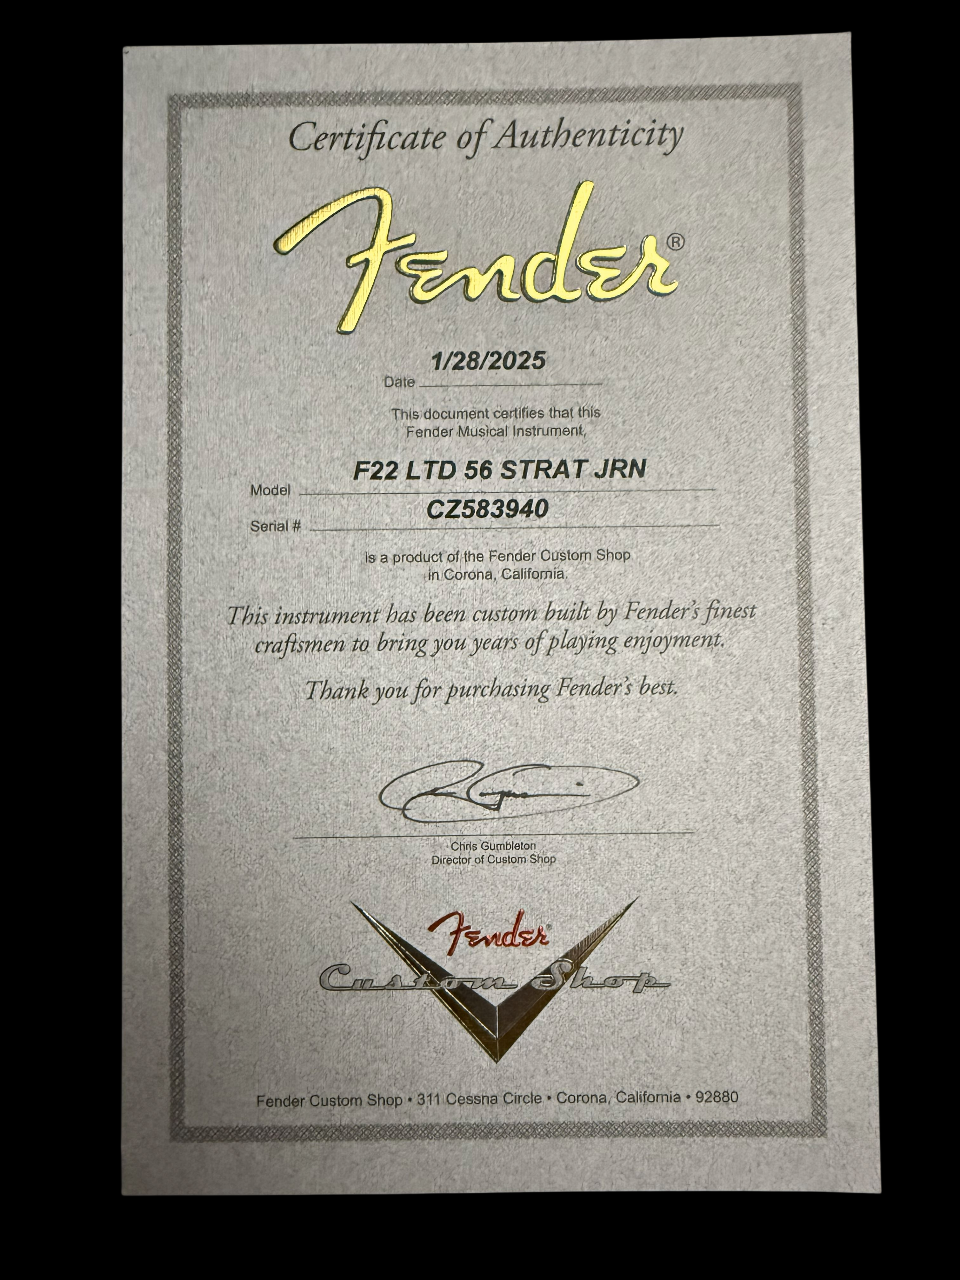 Certificate of Authenticity
Fender®
1/28/2025
Date
This document certifies that this
Fender Musical Instrument,
F22 LTD 56 STRAT JRN
Model
CZ583940
Serial #
is a product of the Fender Custom Shop
in Corona, California.
This instrument has been custom built by Fender's finest
craftsmen to bring you years of playing enjoyment.
Thank you for purchasing Fender's best.
Chris Gumbleton
Director of Custom Shop
Fender®
Custom Shop
Fender Custom Shop • 311 Cessna Circle • Corona, California • 92880